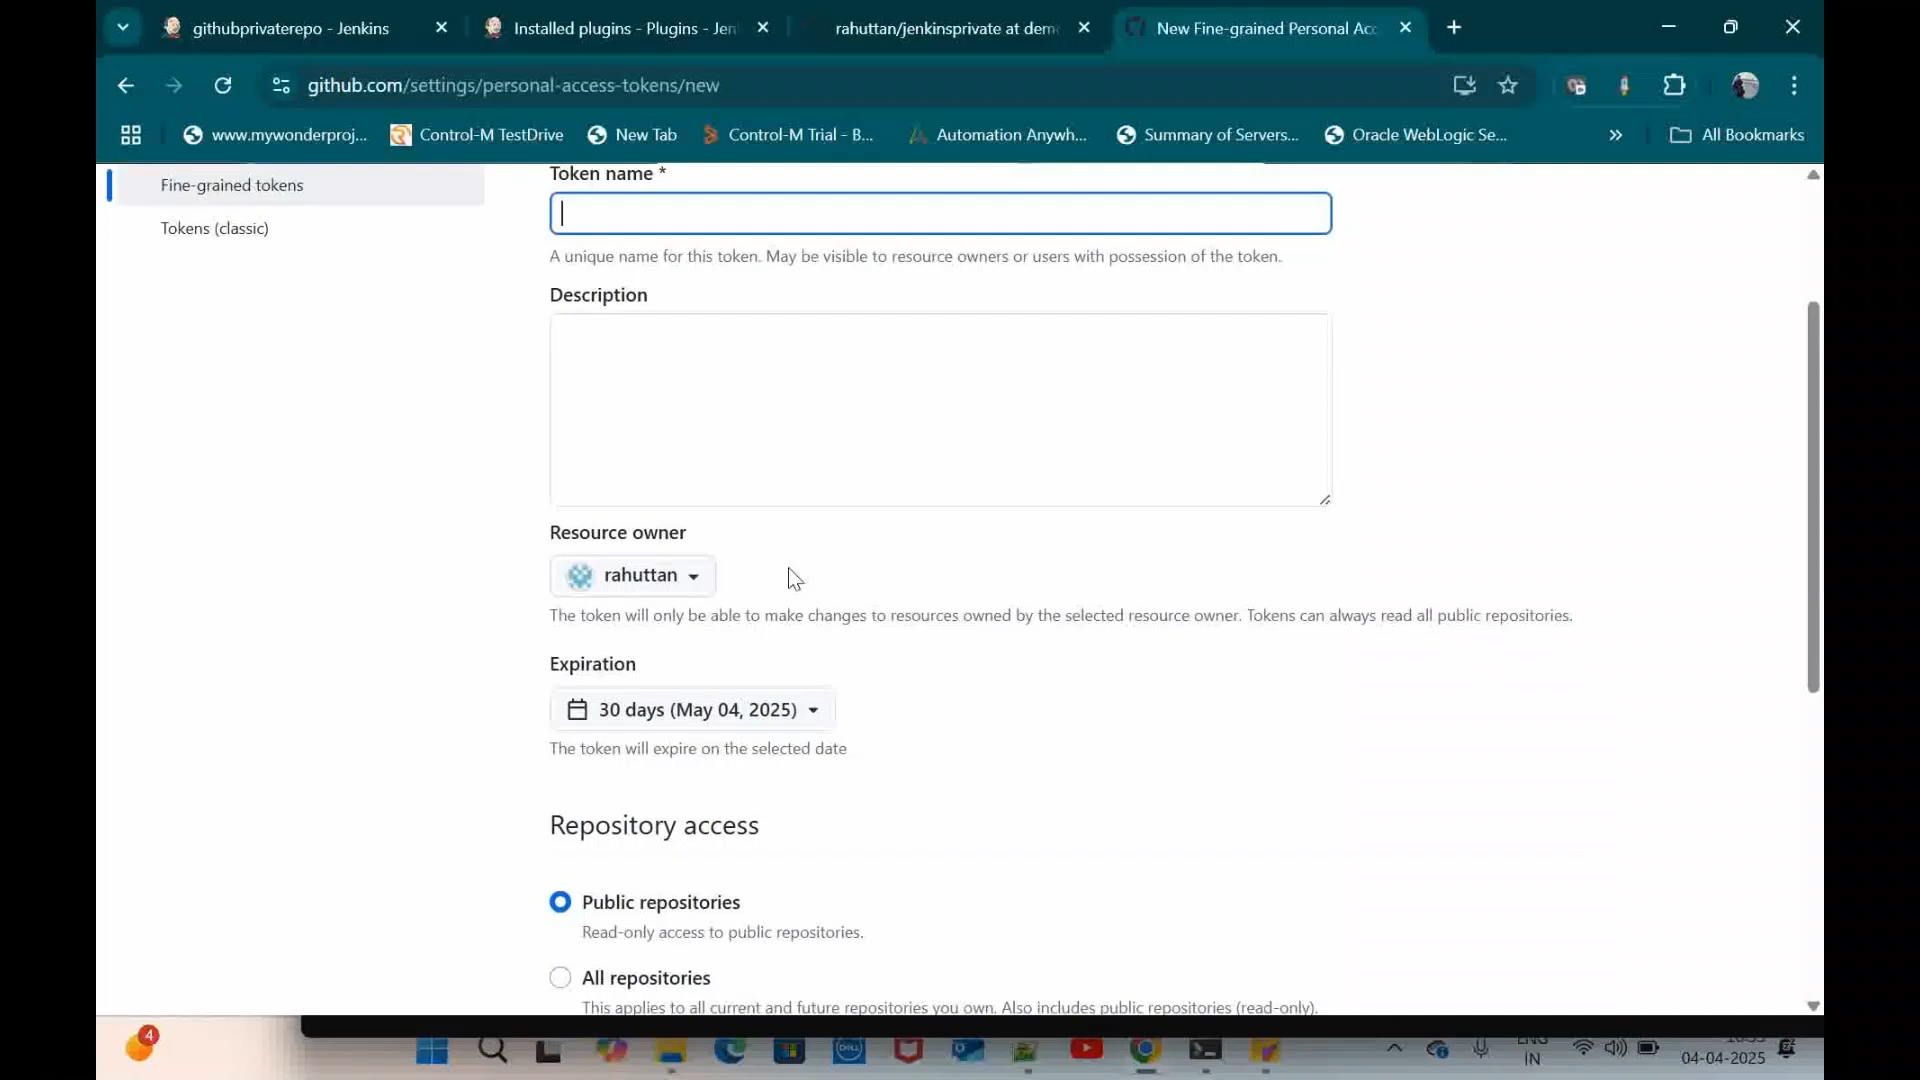 githubprivaterepo - Jenkins
Installed plugins - Plugins - Jen
rahuttan/jenkinsprivate at dem
New Fine-grained Personal Acc
github.com/settings/personal-access-tokens/new
www.mywonderproj...
Control-M TestDrive
New Tab
Control-M Trial - B...
Automation Anywh...
Summary of Servers...
Oracle WebLogic Se...
»
All Bookmarks
Fine-grained tokens
Tokens (classic)
Token name *
A unique name for this token. May be visible to resource owners or users with possession of the token.
Description
Resource owner
rahuttan
The token will only be able to make changes to resources owned by the selected resource owner. Tokens can always read all public repositories.
Expiration
30 days (May 04, 2025)
The token will expire on the selected date
Repository access
Public repositories
Read-only access to public repositories.
All repositories
This applies to all current and future repositories you own. Also includes public repositories (read-only).
4
DELL
ENG
IN
04-04-2025